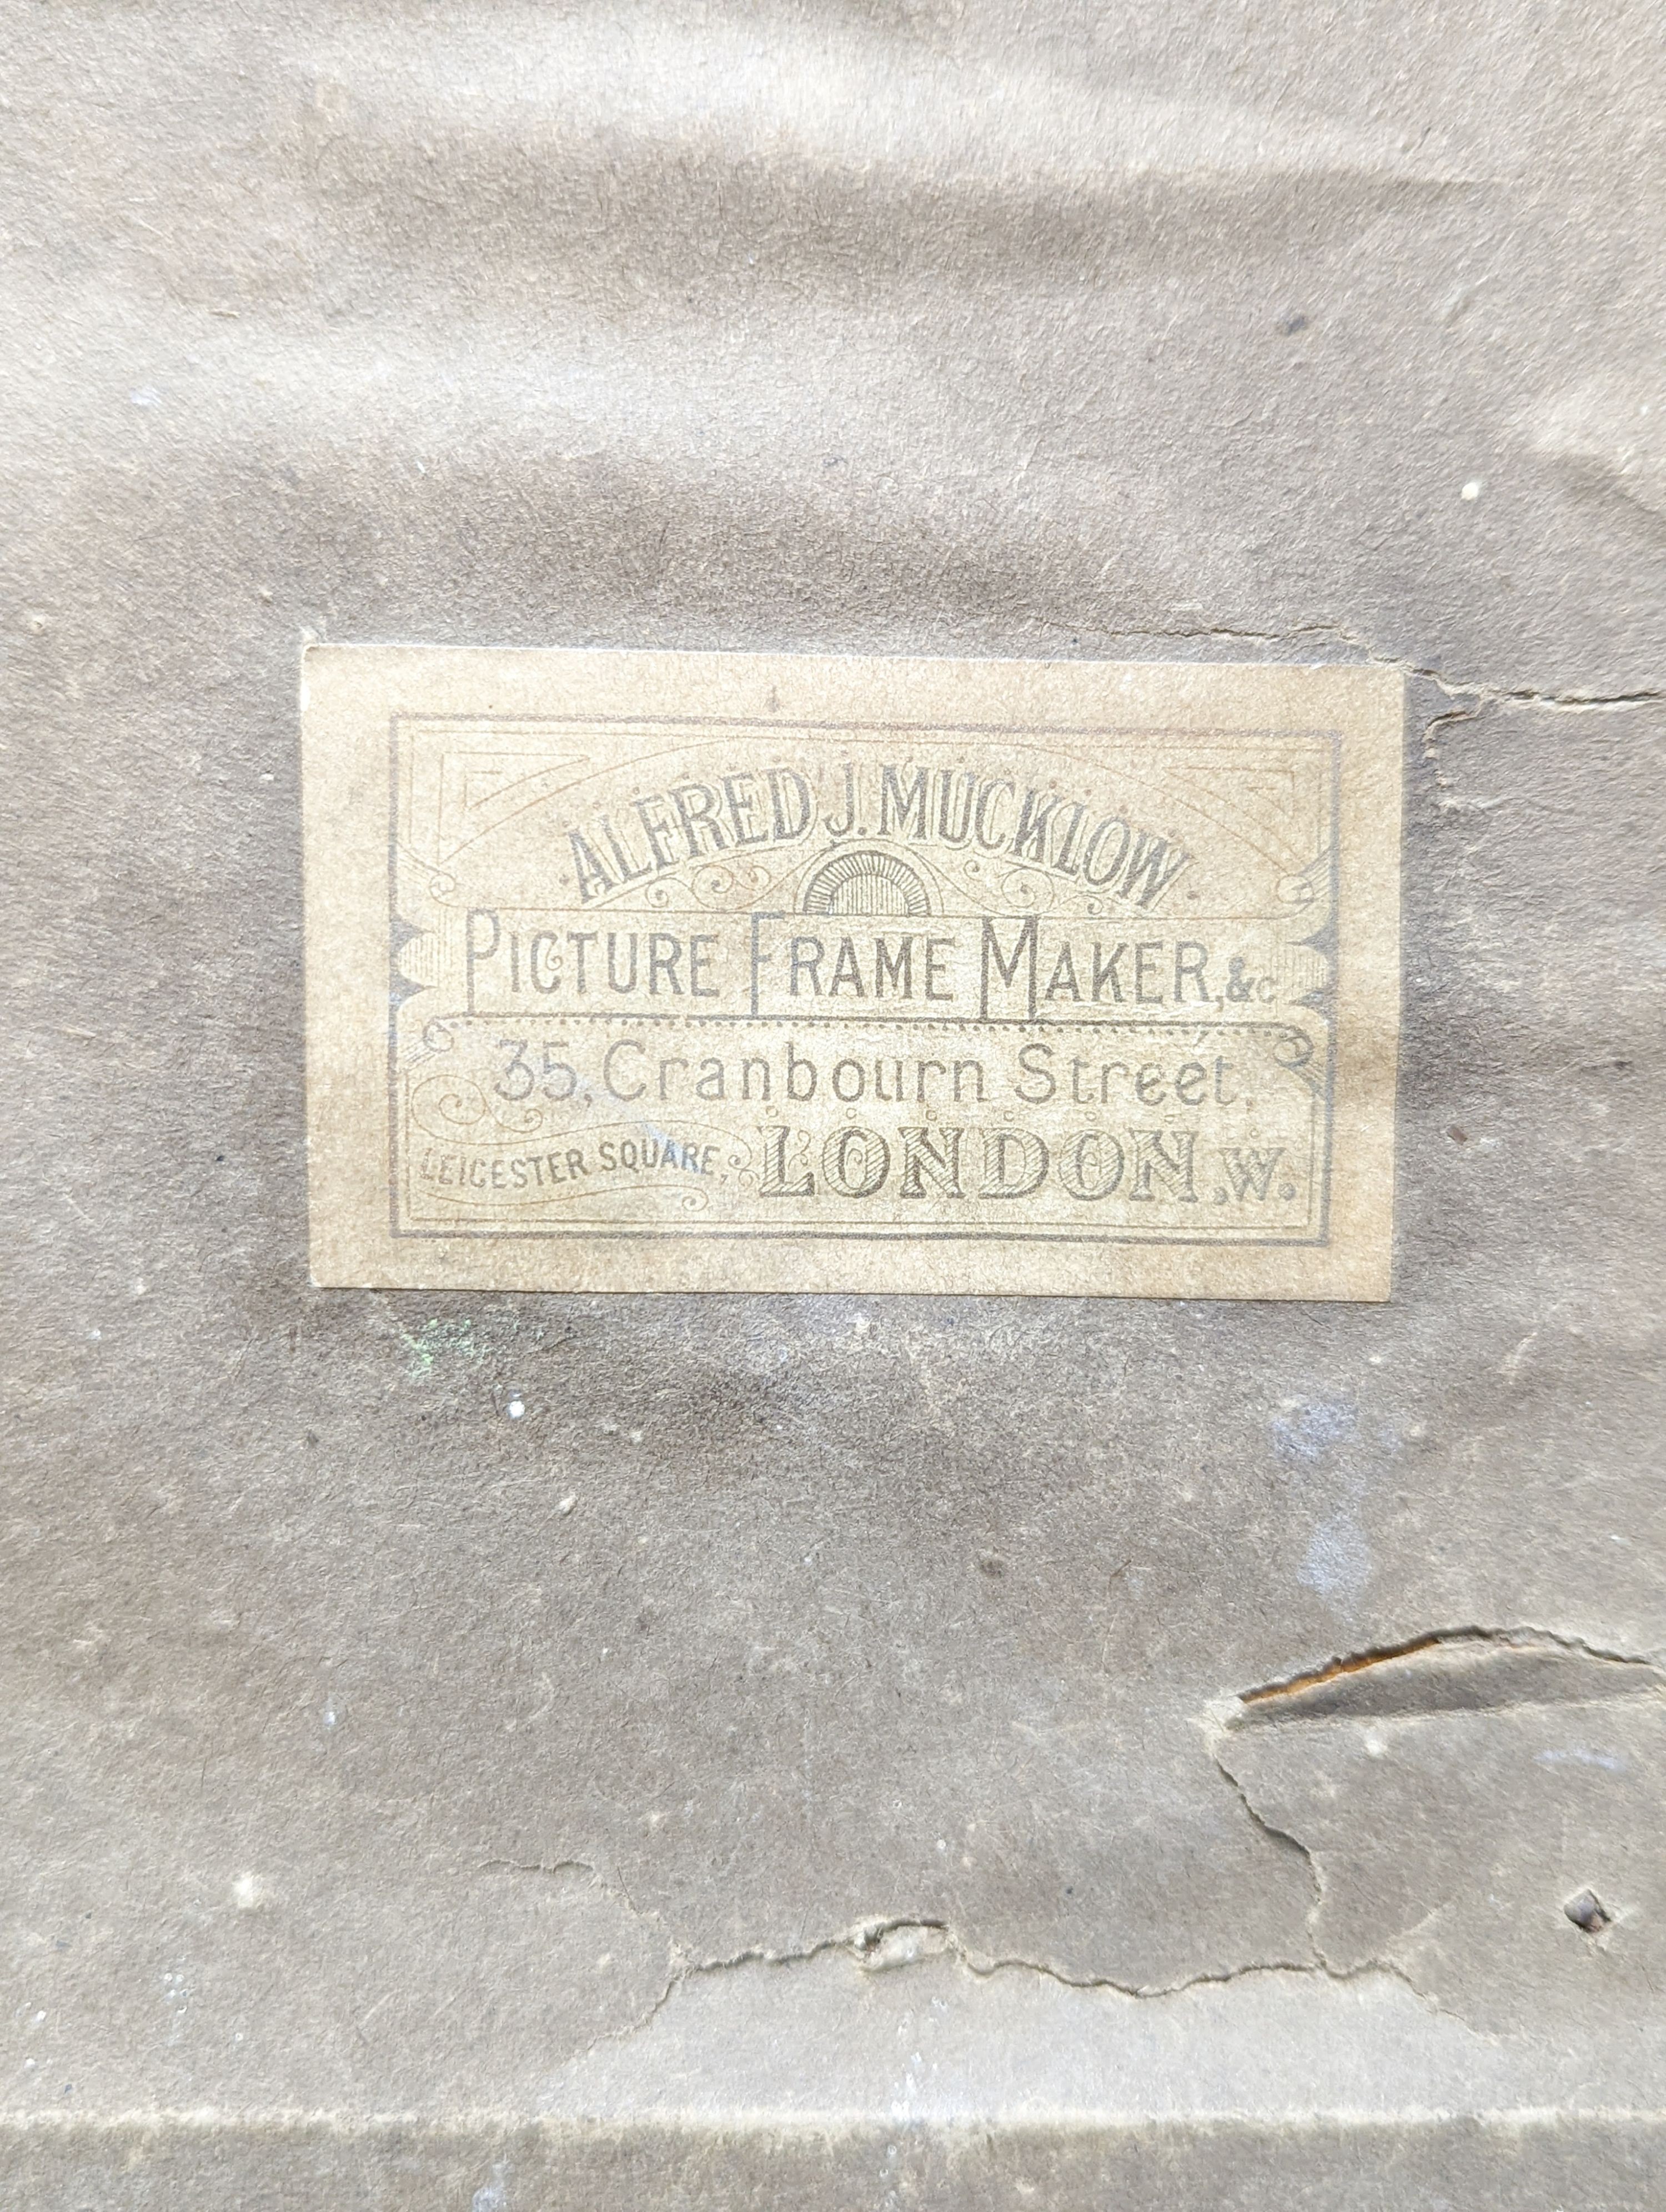 ALFRED J. MUCKLOW
PICTURE FRAME MAKER, &c
35, Cranbourn Street,
LEICESTER SQUARE, LONDON, W.